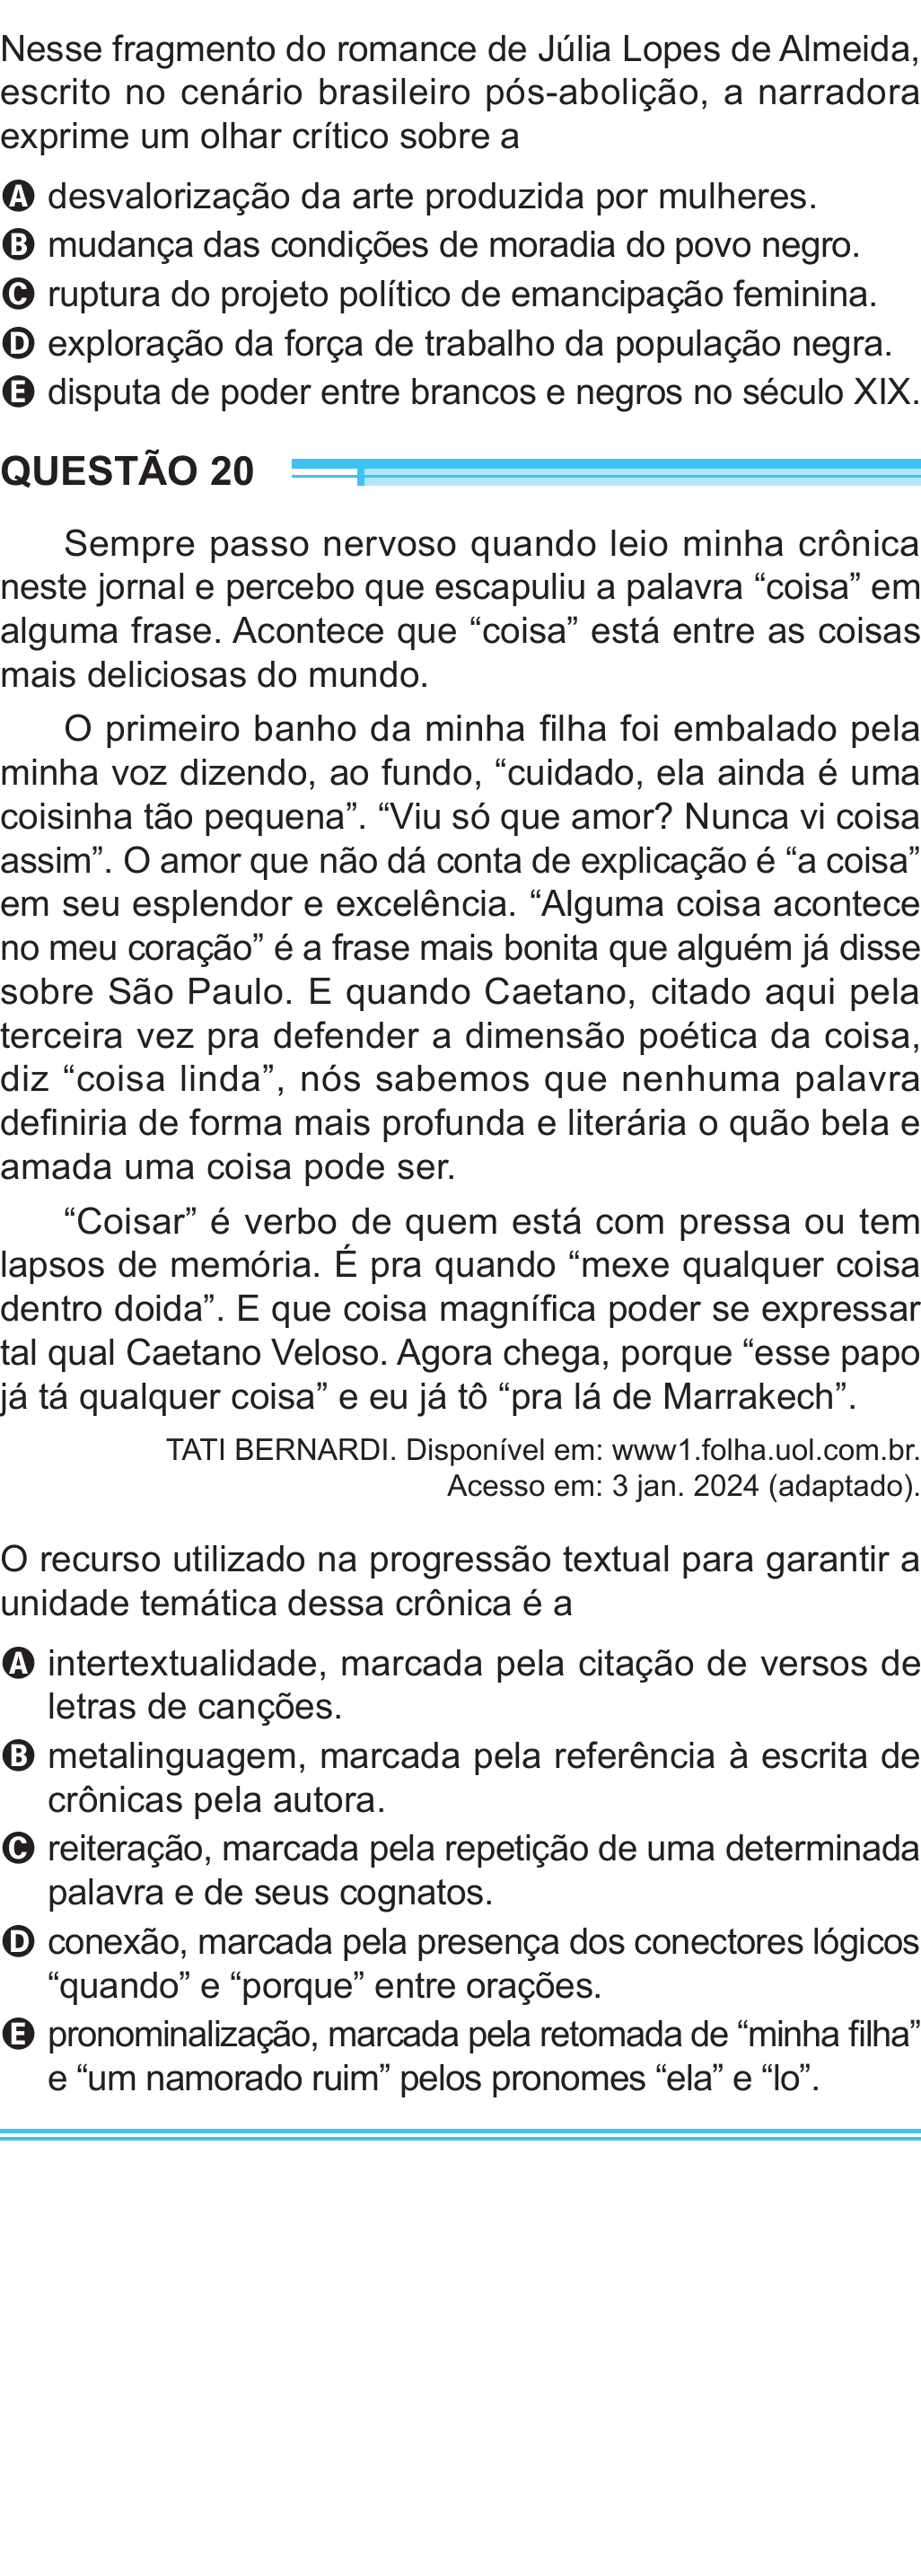 Nesse fragmento do romance de Júlia Lopes de Almeida,
escrito no cenário brasileiro pós-abolição, a narradora
exprime um olhar crítico sobre a
A desvalorização da arte produzida por mulheres.
B mudança das condições de moradia do povo negro.
C ruptura do projeto político de emancipação feminina.
D exploração da força de trabalho da população negra.
E disputa de poder entre brancos e negros no século XIX.
QUESTÃO 20
Sempre passo nervoso quando leio minha crônica
neste jornal e percebo que escapuliu a palavra “coisa” em
alguma frase. Acontece que “coisa” está entre as coisas
mais deliciosas do mundo.
O primeiro banho da minha filha foi embalado pela
minha voz dizendo, ao fundo, “cuidado, ela ainda é uma
coisinha tão pequena”. “Viu só que amor? Nunca vi coisa
assim”. O amor que não dá conta de explicação é “a coisa”
em seu esplendor e excelência. “Alguma coisa acontece
no meu coração” é a frase mais bonita que alguém já disse
sobre São Paulo. E quando Caetano, citado aqui pela
terceira vez pra defender a dimensão poética da coisa,
diz “coisa linda”, nós sabemos que nenhuma palavra
definiria de forma mais profunda e literária o quão bela e
amada uma coisa pode ser.
“Coisar” é verbo de quem está com pressa ou tem
lapsos de memória. É pra quando “mexe qualquer coisa
dentro doida”. E que coisa magnífica poder se expressar
tal qual Caetano Veloso. Agora chega, porque “esse papo
já tá qualquer coisa” e eu já tô “pra lá de Marrakech”.
TATI BERNARDI. Disponível em: www1.folha.uol.com.br.
Acesso em: 3 jan. 2024 (adaptado).
O recurso utilizado na progressão textual para garantir a
unidade temática dessa crônica é a
A intertextualidade, marcada pela citação de versos de
letras de canções.
B metalinguagem, marcada pela referência à escrita de
crônicas pela autora.
C reiteração, marcada pela repetição de uma determinada
palavra e de seus cognatos.
D conexão, marcada pela presença dos conectores lógicos
“quando” e “porque” entre orações.
E pronominalização, marcada pela retomada de “minha filha”
e “um namorado ruim” pelos pronomes “ela” e “lo”.